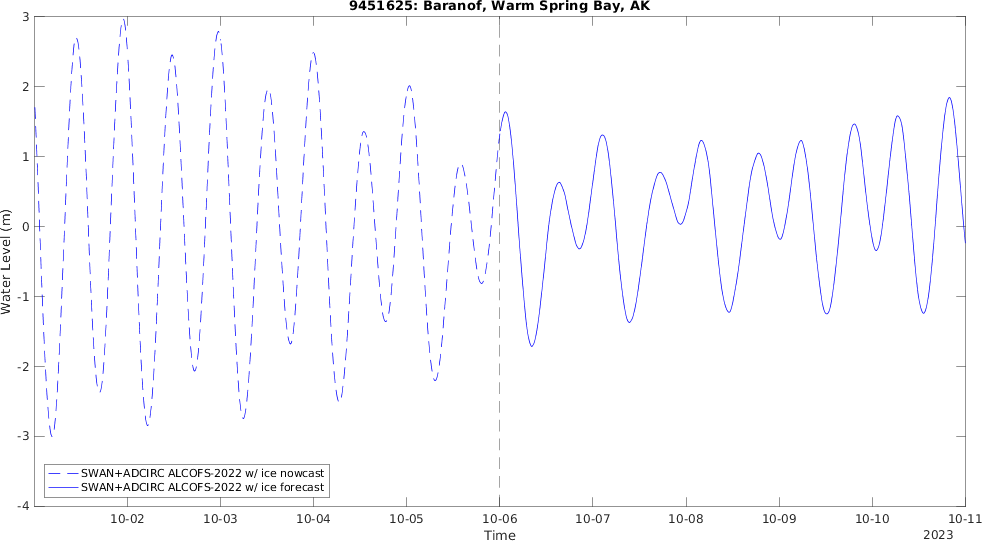 9451625: Baranof, Warm Spring Bay, AK
3
2
1
0
-1
-2
-3
-4
Water Level (m)
SWAN+ADCIRC ALCOFS-2022 w/ ice nowcast
SWAN+ADCIRC ALCOFS-2022 w/ ice forecast
10-02 10-03 10-04 10-05 10-06 10-07 10-08 10-09 10-10 10-11
Time
2023